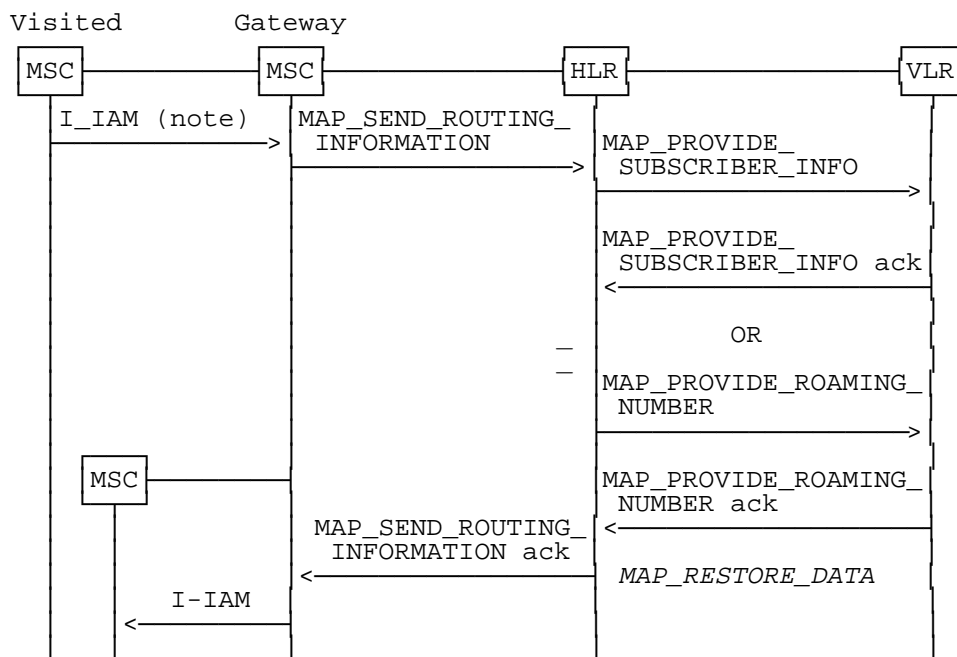 Visited Gateway
MSC MSC HLR VLR
I_IAM (note)
MAP_SEND_ROUTING_
INFORMATION
MAP_PROVIDE_
SUBSCRIBER_INFO
MAP_PROVIDE_
SUBSCRIBER_INFO ack
OR
MAP_PROVIDE_ROAMING_
NUMBER
MSC
MAP_PROVIDE_ROAMING_
NUMBER ack
MAP_SEND_ROUTING_
INFORMATION ack
MAP_RESTORE_DATA
I-IAM